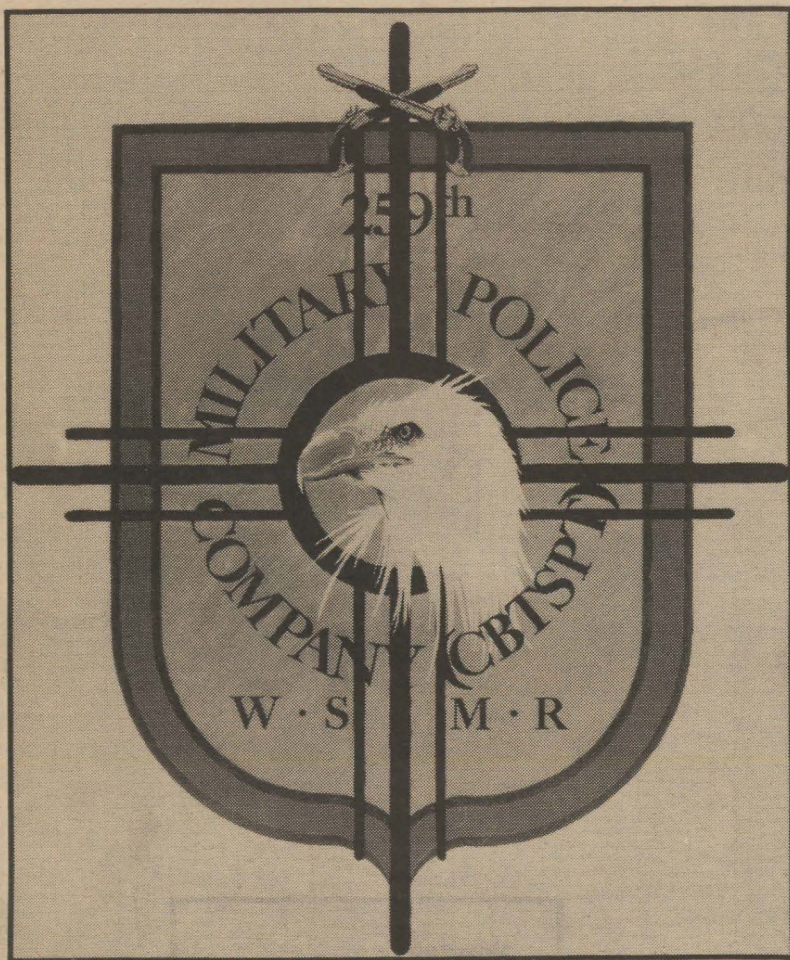 259th
MILITARY POLICE
COMPANY (CBTSPT)
W · S M · R